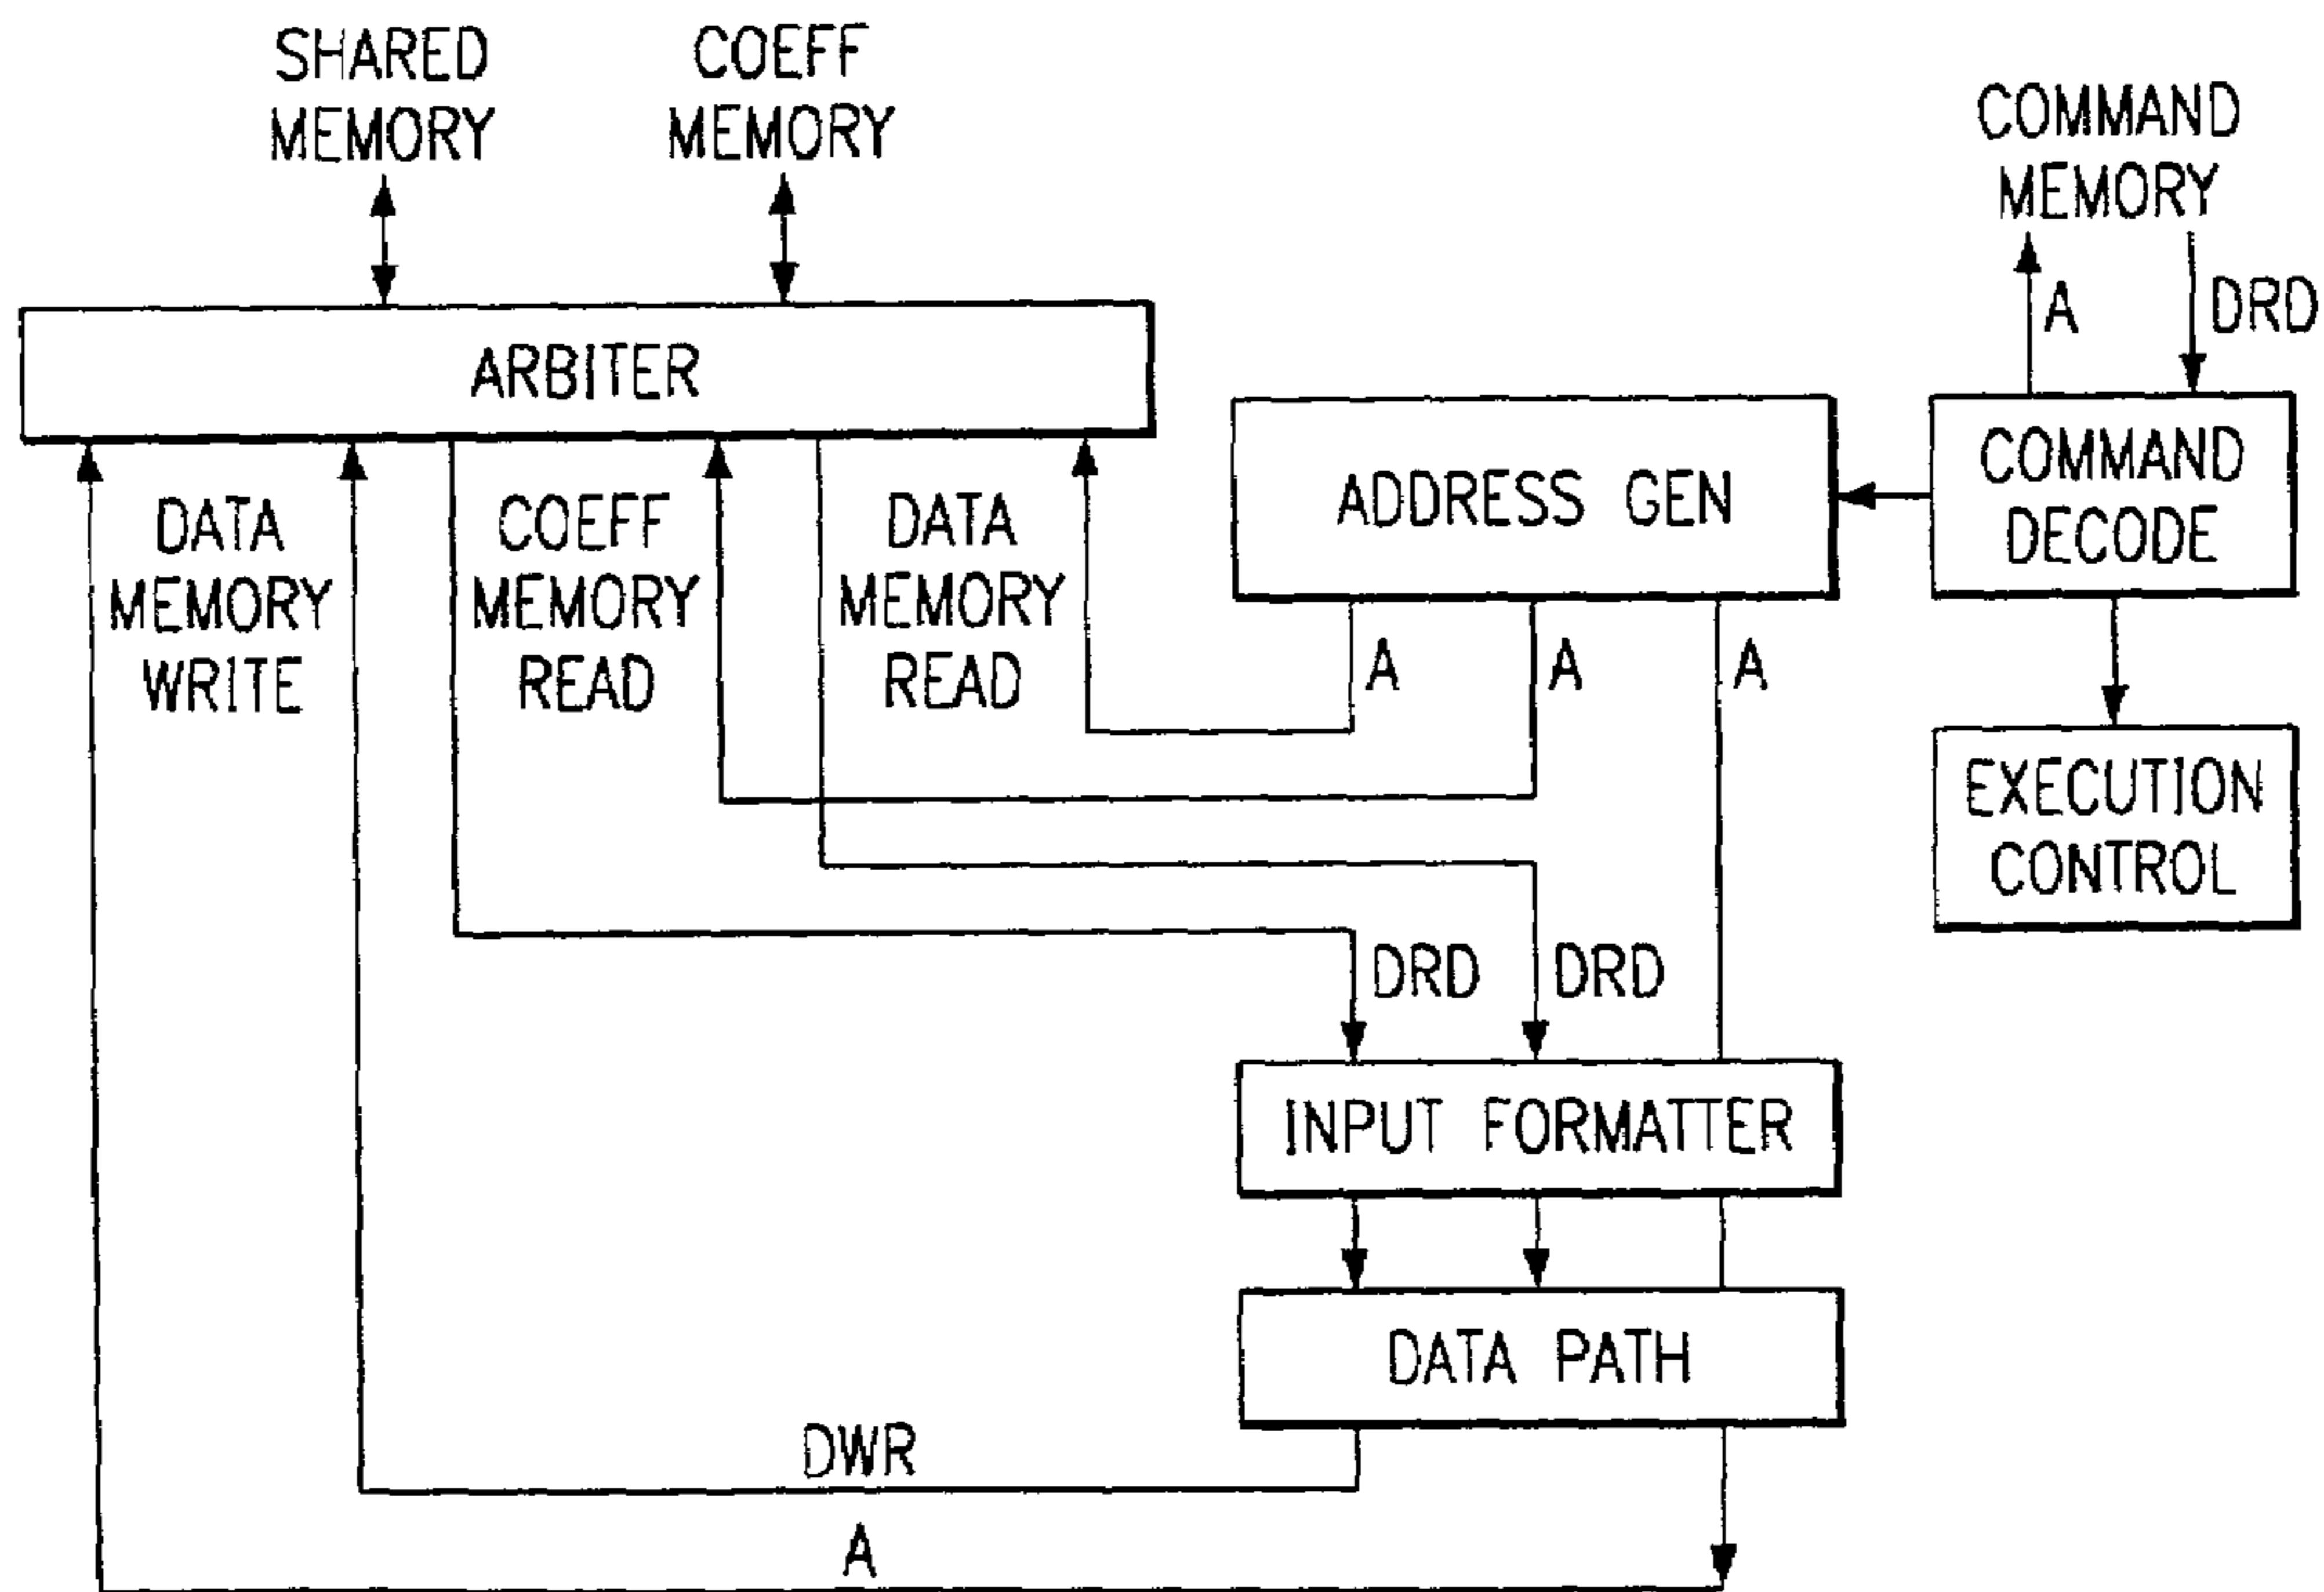 SHARED
MEMORY
COEFF
MEMORY
COMMAND
MEMORY
A
DRD
ARBITER
ADDRESS GEN
COMMAND
DECODE
DATA
MEMORY
WRITE
COEFF
MEMORY
READ
DATA
MEMORY
READ
A
A
A
EXECUTION
CONTROL
DRD
DRD
INPUT FORMATTER
DATA PATH
DWR
A